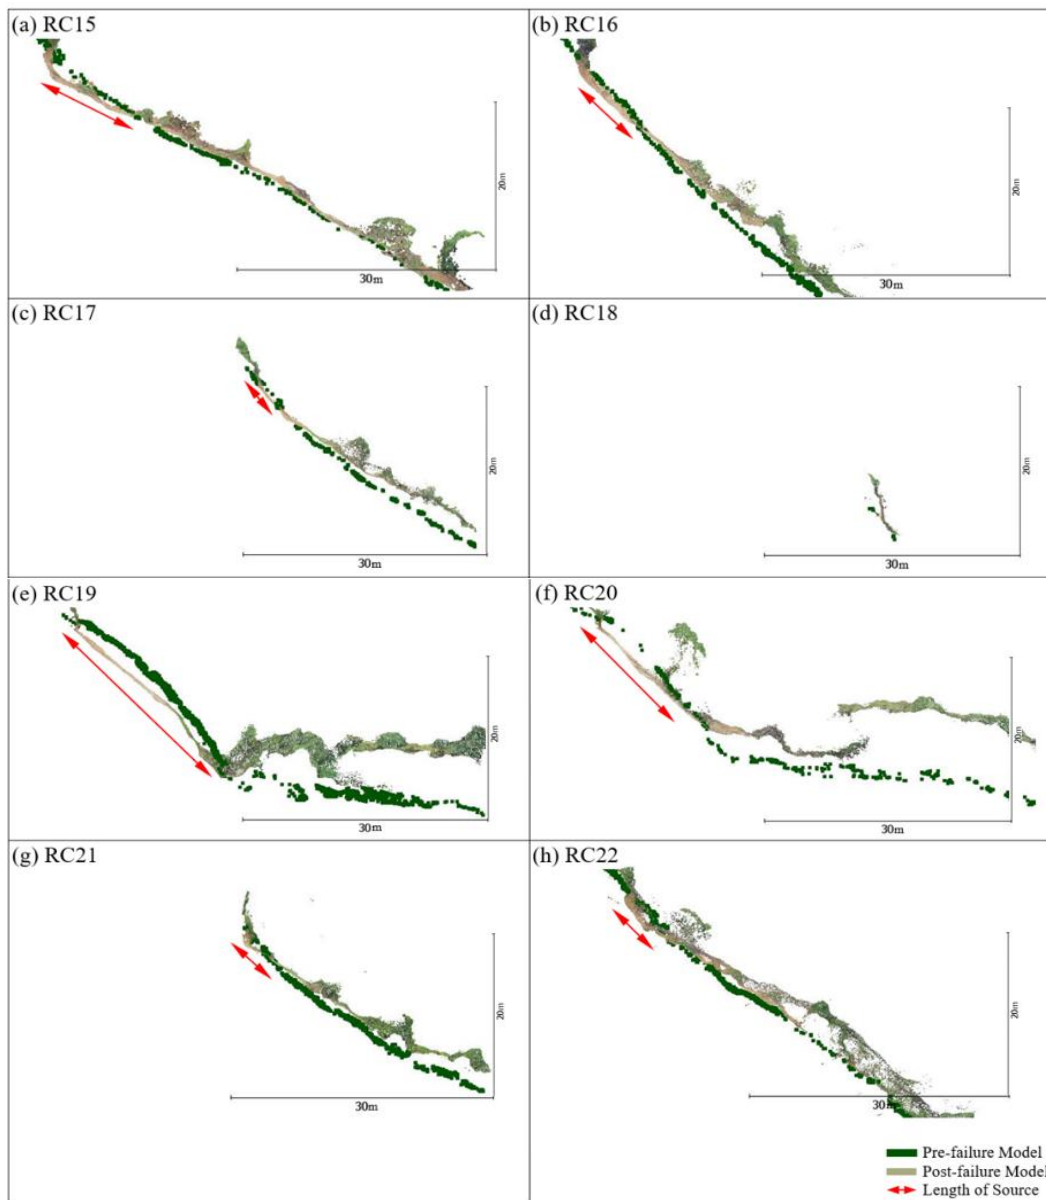 (a) RC15
20m
30m
(b) RC16
20m
30m
(c) RC17
20m
30m
(d) RC18
20m
30m
(e) RC19
20m
30m
(f) RC20
20m
30m
(g) RC21
20m
30m
(h) RC22
20m
30m
Pre-failure Model
Post-failure Model
Length of Source